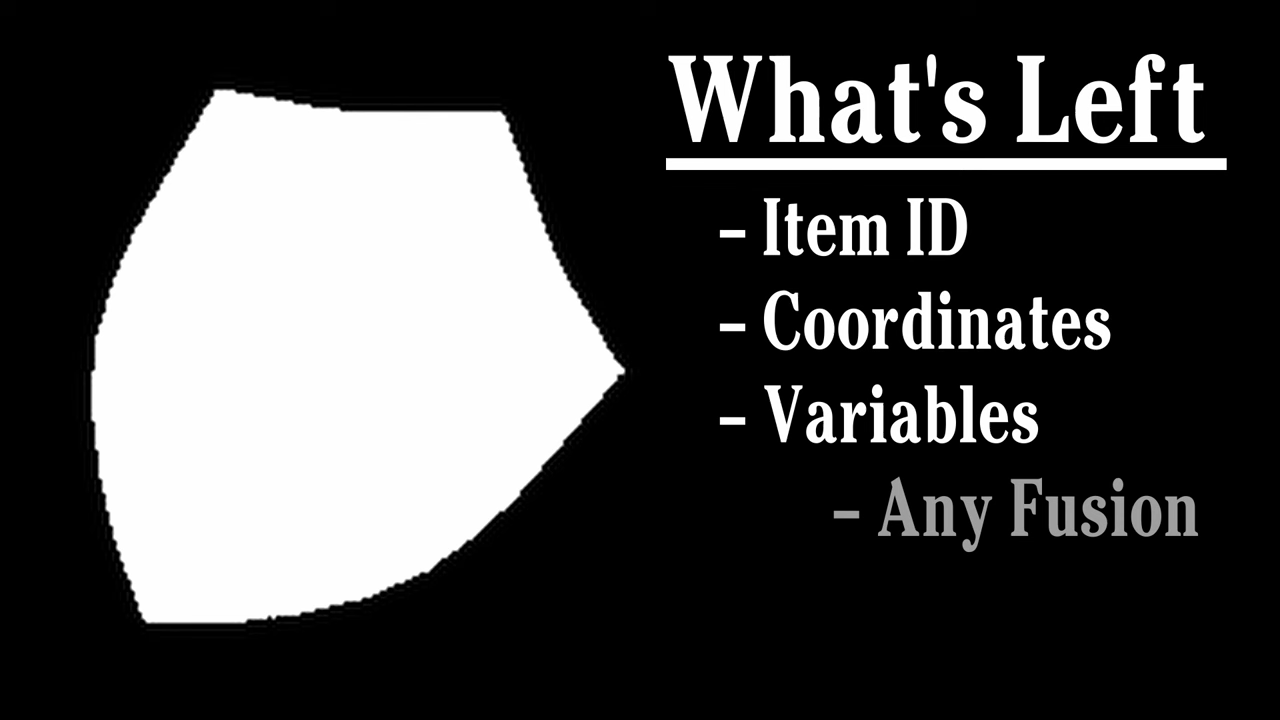 What's Left
- Item ID
- Coordinates
- Variables
- Any Fusion